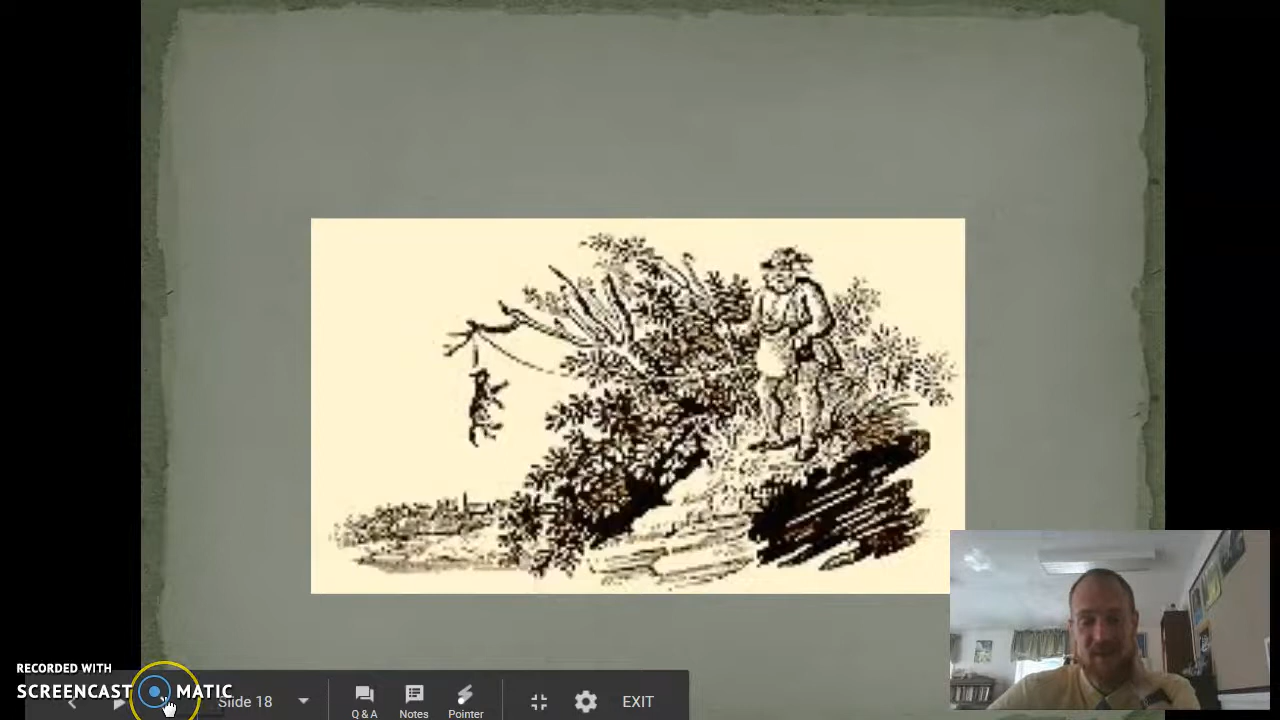 RECORDED WITH
SCREENCAST MATIC
Slide 18
Q & A
Notes
Pointer
EXIT